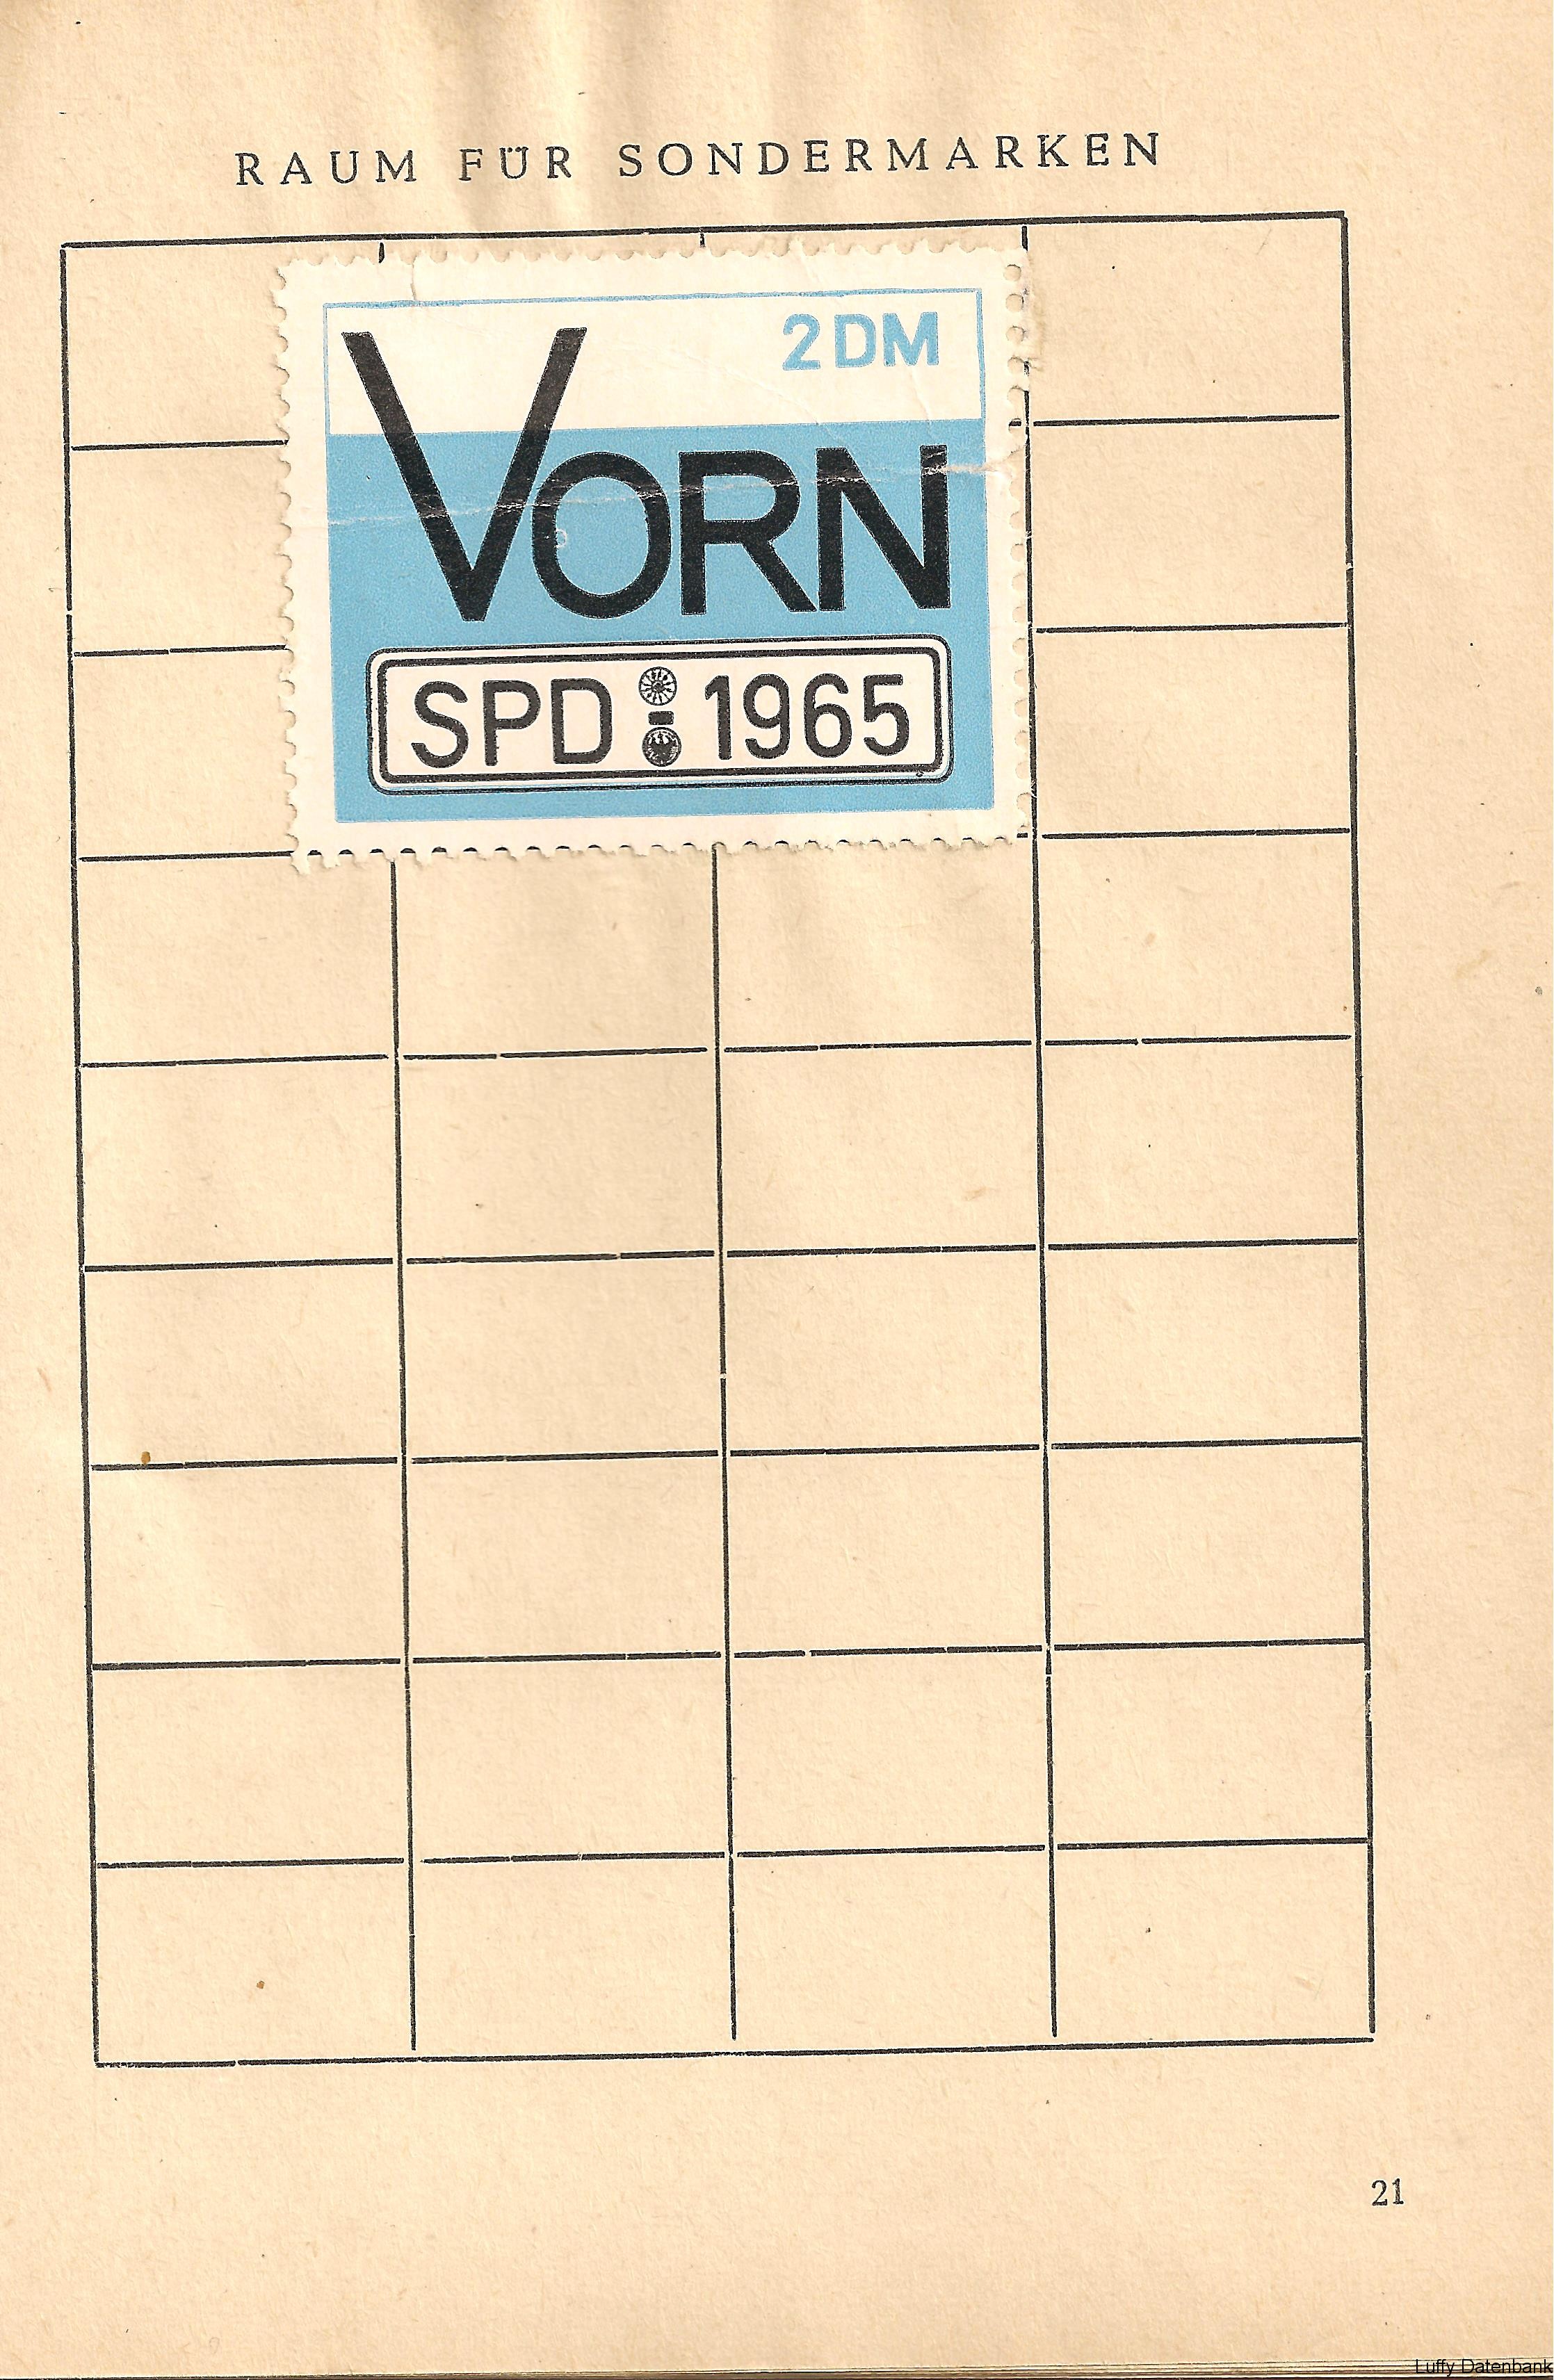 RAUM FÜR SONDERMARKEN
2 DM
VORN
SPD 1965
21
Luffy Datenbank